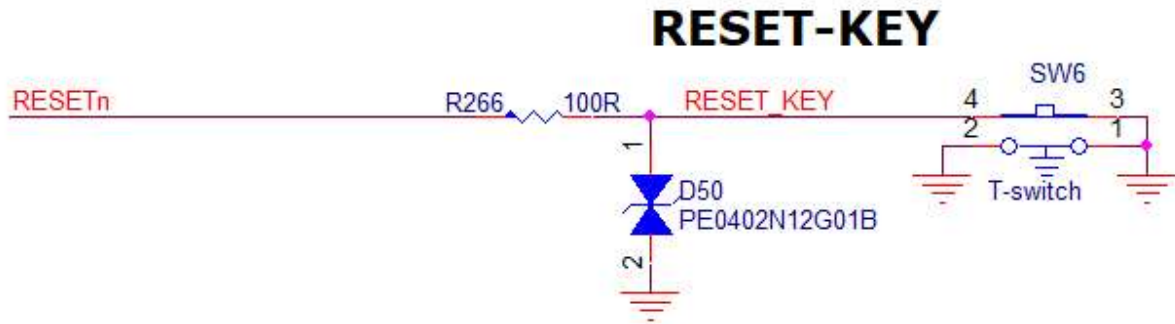 RESET-KEY
SW6
RESETn
R266
100R
RESET_KEY
4
3
2
1
1
D50
PE0402N12G01B
T-switch
2